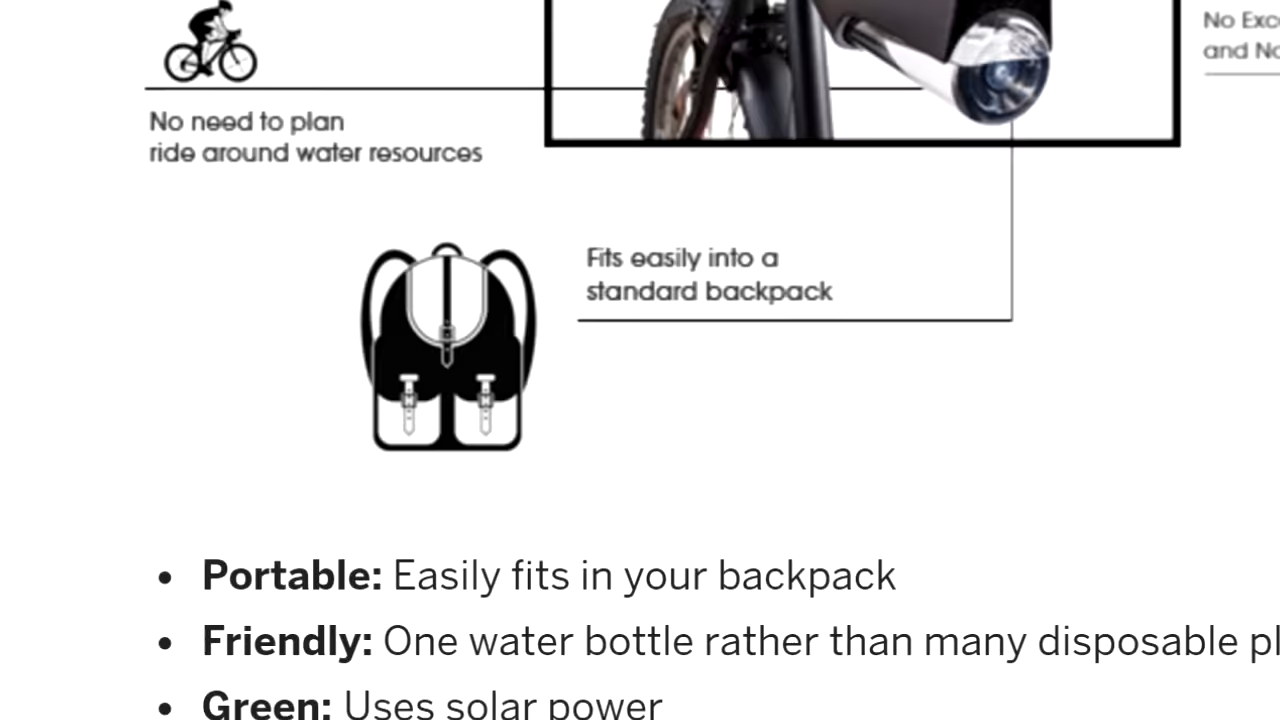 No need to plan
ride around water resources
and
Fits easily into a
standard backpack
• Portable: Easily fits in your backpack
• Friendly: One water bottle rather than many disposable
• Green: Uses solar power